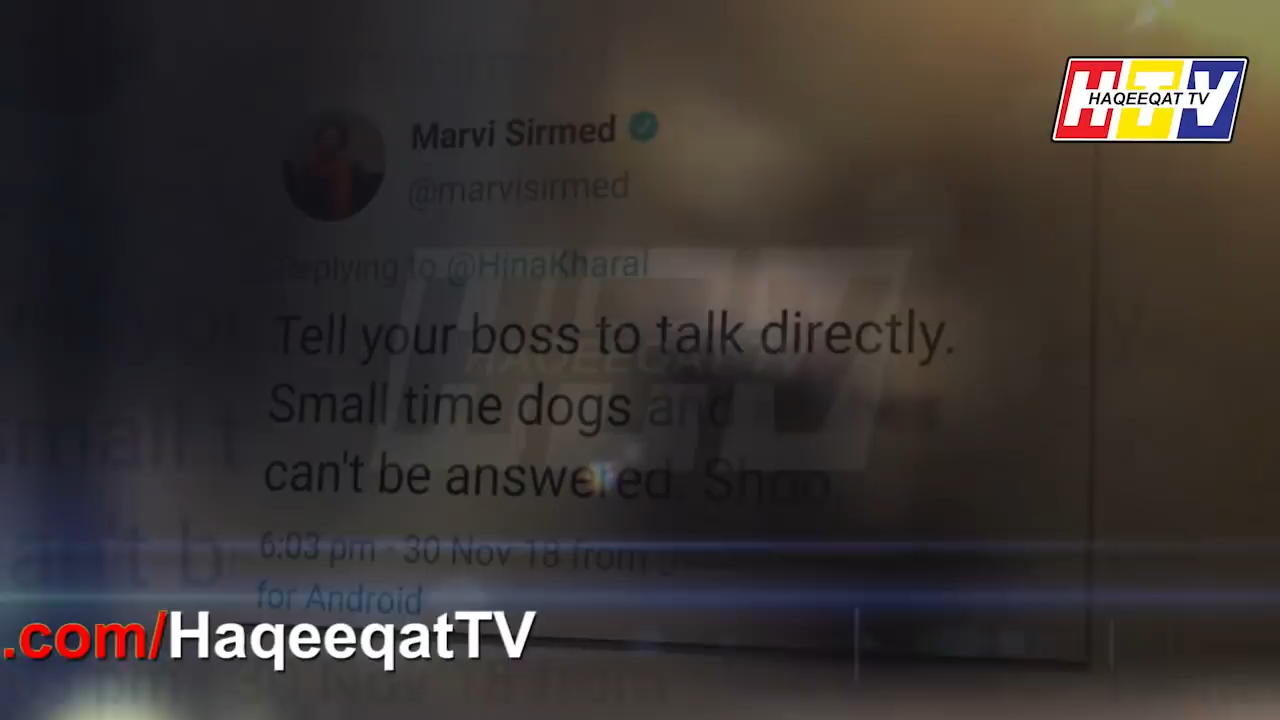 HTV
HAQEEQAT TV
Marvi Sirmed
@marvisirmed
Replying to @HinaKharal
Tell your boss to talk directly.
Small time dogs and
can't be answered. Shoo.
6:03 pm · 30 Nov 18 from
for Android
.com/HaqeeqatTV